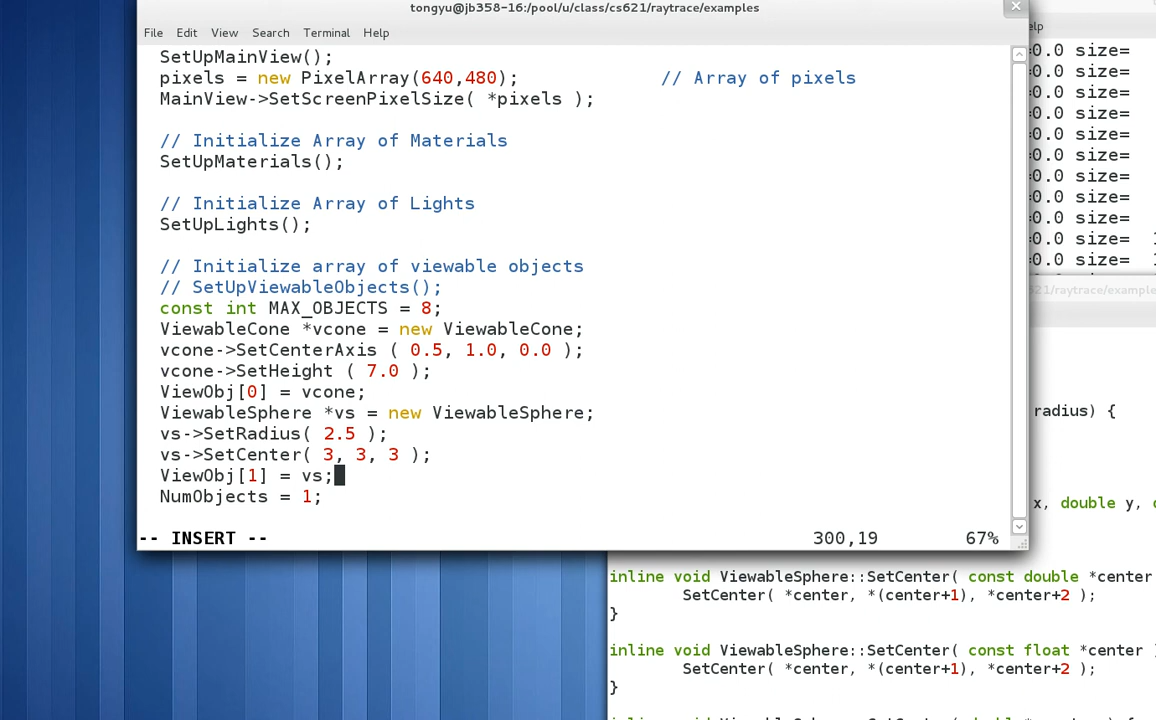 tongyu@jb358-16:/pool/u/class/cs621/raytrace/examples
File Edit View Search Terminal Help
SetUpMainView();
pixels = new PixelArray(640,480); // Array of pixels
MainView->SetScreenPixelSize( *pixels );
// Initialize Array of Materials
SetUpMaterials();
// Initialize Array of Lights
SetUpLights();
// Initialize array of viewable objects
// SetUpViewableObjects();
const int MAX_OBJECTS = 8;
ViewableCone *vcone = new ViewableCone;
vcone->SetCenterAxis ( 0.5, 1.0, 0.0 );
vcone->SetHeight ( 7.0 );
ViewObj[0] = vcone;
ViewableSphere *vs = new ViewableSphere;
vs->SetRadius( 2.5 );
vs->SetCenter( 3, 3, 3 );
ViewObj[1] = vs;
NumObjects = 1;
-- INSERT -- 300,19 67%
elp
=0.0 size=
=0.0 size=
=0.0 size=
=0.0 size=
=0.0 size=
=0.0 size=
=0.0 size=
=0.0 size=
=0.0 size=
=0.0 size= 1
=0.0 size= 1
621/raytrace/example
radius) {
x, double y,
inline void ViewableSphere::SetCenter( const double *center
SetCenter( *center, *(center+1), *center+2 );
}
inline void ViewableSphere::SetCenter( const float *center )
SetCenter( *center, *(center+1), *center+2 );
}